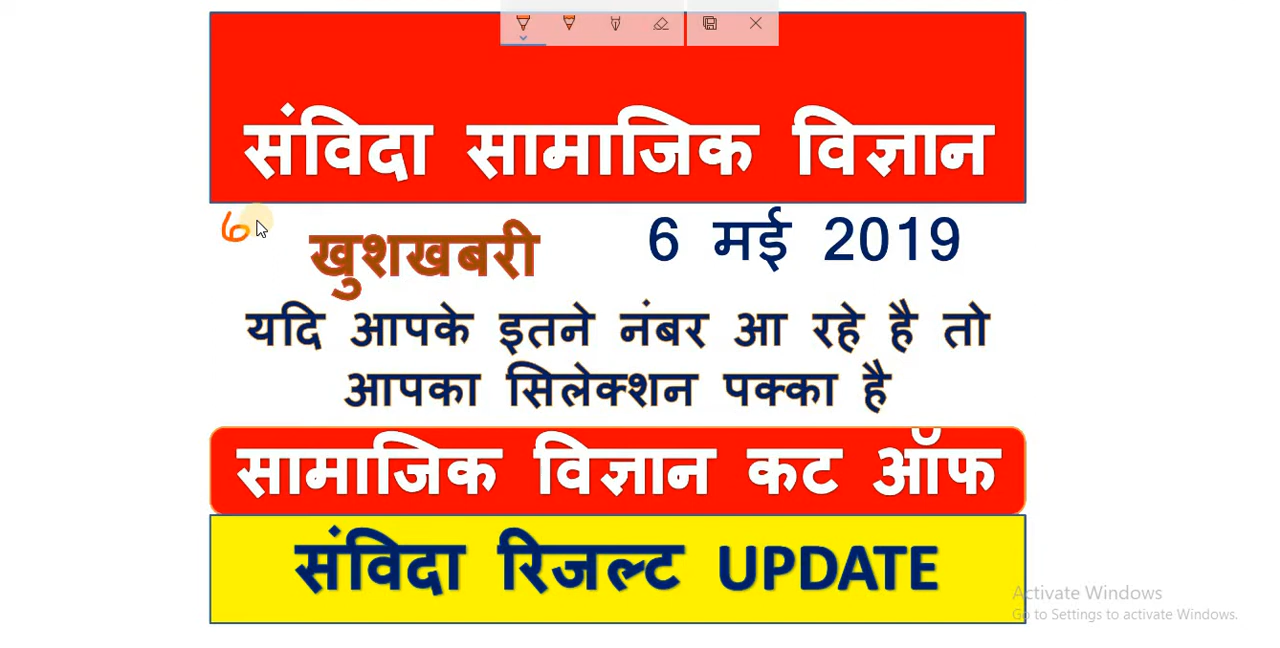 संविदा सामाजिक विज्ञान
6
खुशखबरी 6 मई 2019
यदि आपके इतने नंबर आ रहे है तो
आपका सिलेक्शन पक्का है
सामाजिक विज्ञान कट ऑफ
संविदा रिजल्ट UPDATE
Activate Windows
Go to Settings to activate Windows.